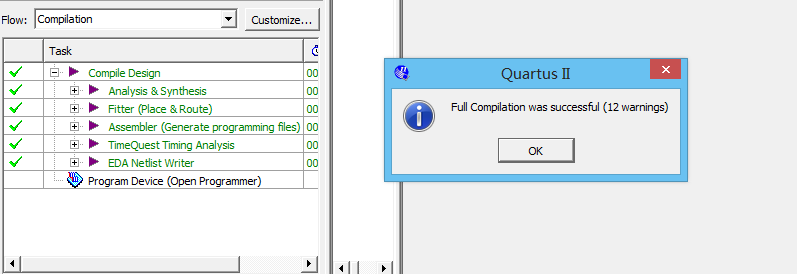 Flow: Compilation Customize...
Task
Compile Design 00
Analysis & Synthesis 00
Fitter (Place & Route) 00
Assembler (Generate programming files) 00
TimeQuest Timing Analysis 00
EDA Netlist Writer 00
Program Device (Open Programmer)
Quartus II
Full Compilation was successful (12 warnings)
OK